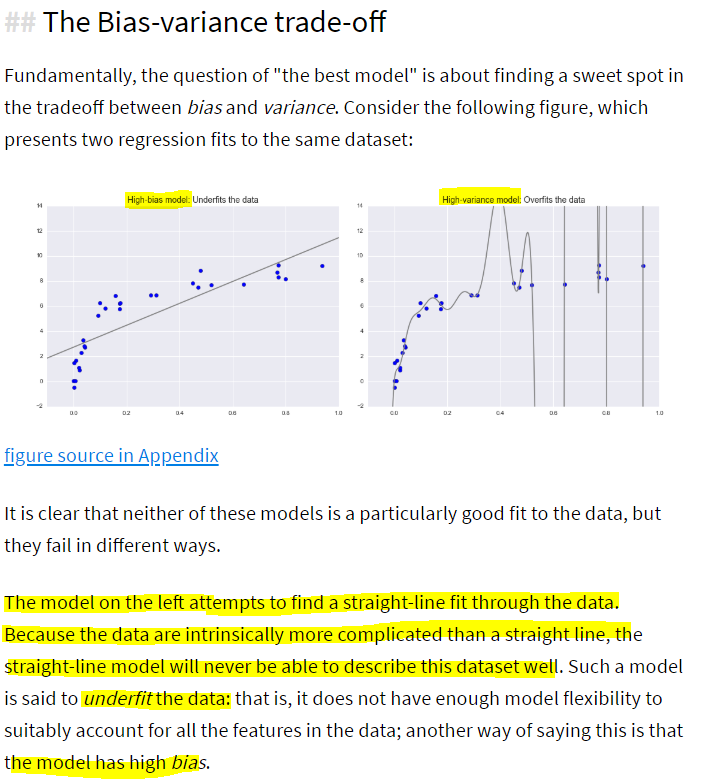 ## The Bias-variance trade-off
Fundamentally, the question of "the best model" is about finding a sweet spot in
the tradeoff between bias and variance. Consider the following figure, which
presents two regression fits to the same dataset:
High-bias model: Underfits the data
14
12
10
8
6
4
2
0
−2
0.0 0.2 0.4 0.6 0.8 1.0
High-variance model: Overfits the data
14
12
10
8
6
4
2
0
−2
0.0 0.2 0.4 0.6 0.8 1.0
figure source in Appendix
It is clear that neither of these models is a particularly good fit to the data, but
they fail in different ways.
The model on the left attempts to find a straight-line fit through the data.
Because the data are intrinsically more complicated than a straight line, the
straight-line model will never be able to describe this dataset well. Such a model
is said to underfit the data: that is, it does not have enough model flexibility to
suitably account for all the features in the data; another way of saying this is that
the model has high bias.